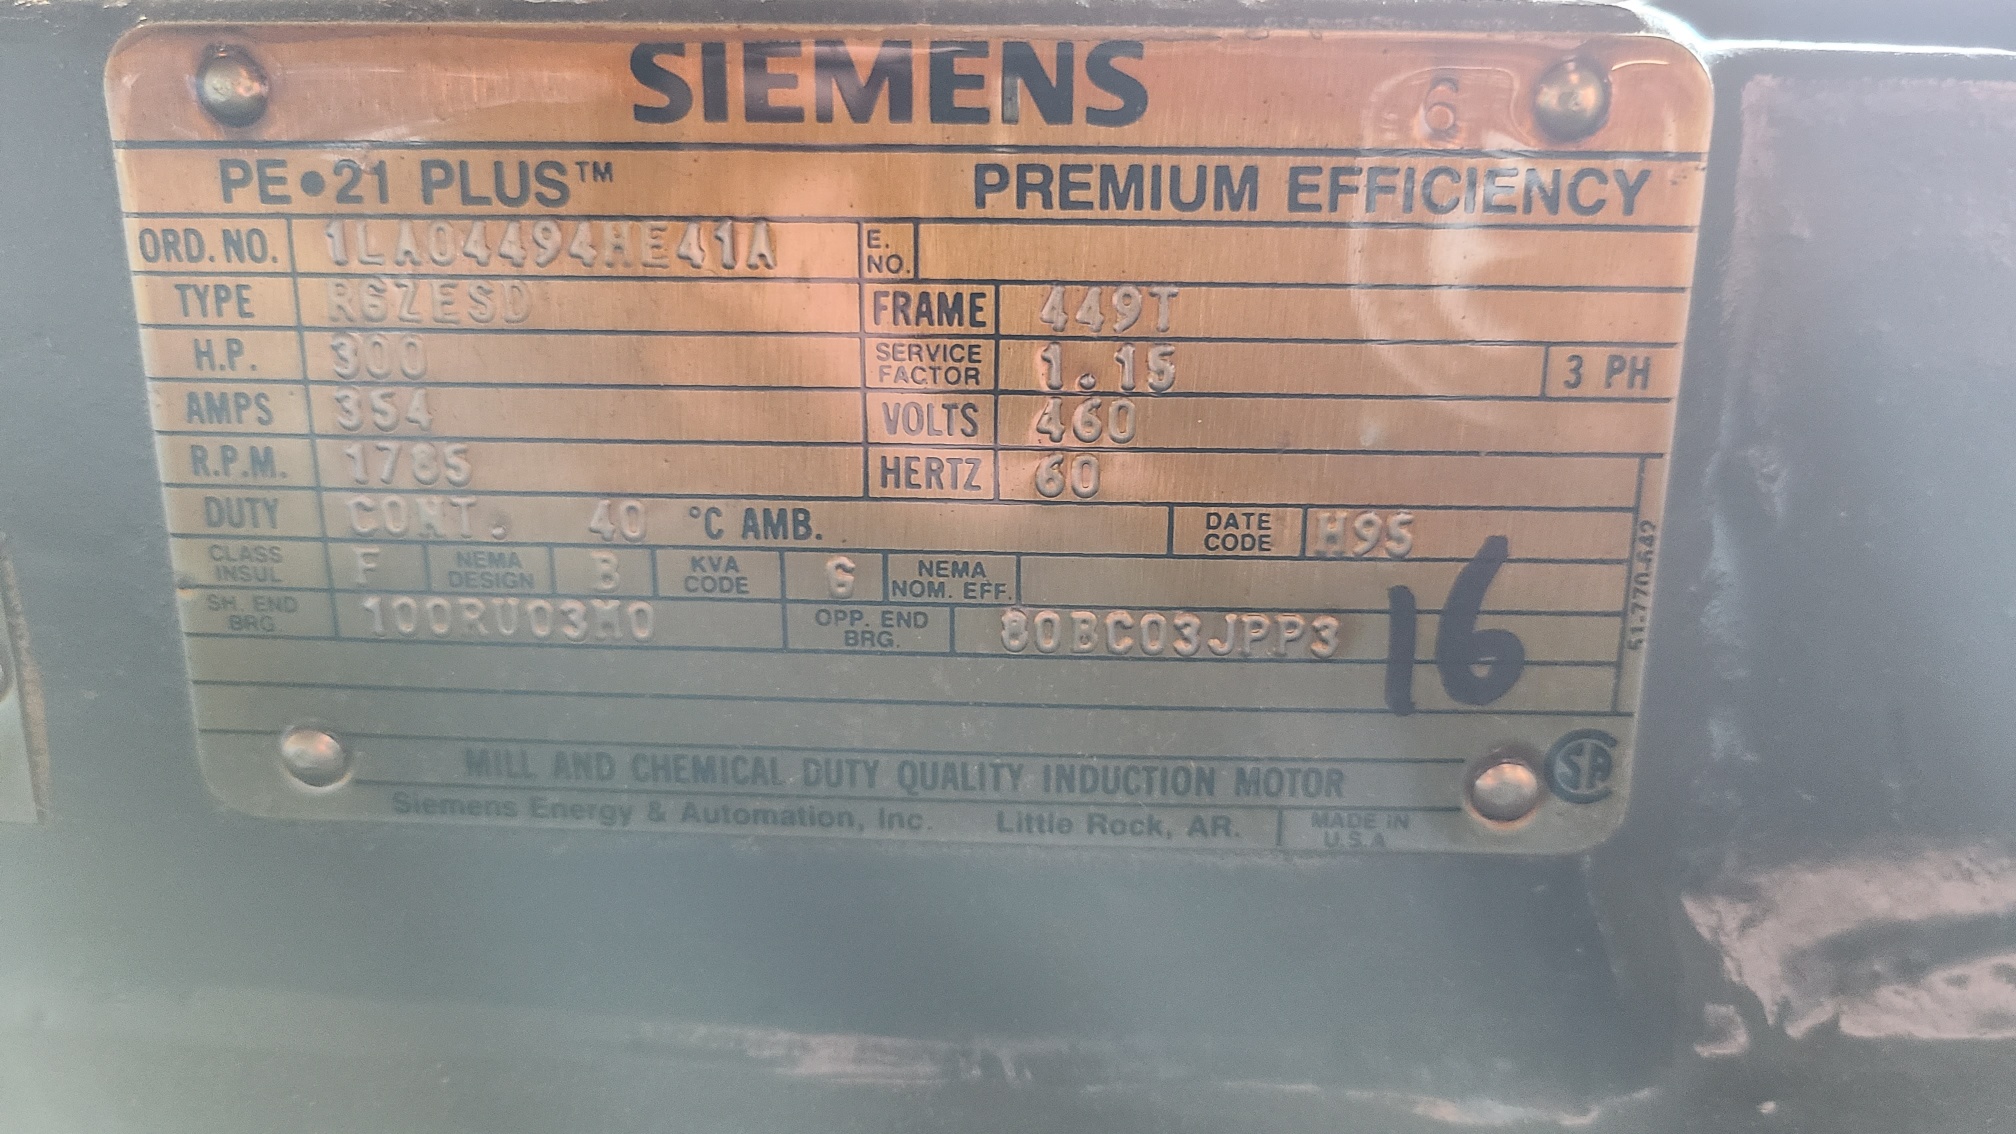 SIEMENS 6
PE•21 PLUS™ PREMIUM EFFICIENCY
ORD. NO. 1LA04494HE41A E. NO.
TYPE RGZESD FRAME 449T
H.P. 300 SERVICE FACTOR 1.15 3 PH
AMPS 354 VOLTS 460
R.P.M. 1785 HERTZ 60
DUTY CONT. 40 °C AMB. DATE CODE H95
CLASS INSUL F NEMA DESIGN B KVA CODE G NEMA NOM. EFF.
SH. END BRG. 100RU03M0 OPP. END BRG. 80BC03JPP3
16
51-770-642
MILL AND CHEMICAL DUTY QUALITY INDUCTION MOTOR
SA
Siemens Energy & Automation, Inc. Little Rock, AR. MADE IN U.S.A